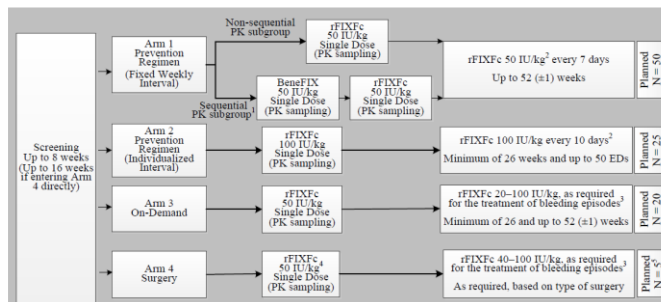 Screening
Up to 8 weeks
(Up to 16 weeks
if entering Arm
4 directly)
Arm 1
Prevention
Regimen
(Fixed Weekly
Interval)
Non-sequential
PK subgroup
rFIXFc
50 IU/kg
Single Dose
(PK sampling)
Sequential
PK subgroup¹
BeneFIX
50 IU/kg
Single Dose
(PK sampling)
rFIXFc
50 IU/kg
Single Dose
(PK sampling)
rFIXFc 50 IU/kg² every 7 days
Up to 52 (±1) weeks
Planned
N = 50
Arm 2
Prevention
Regimen
(Individualized
Interval)
rFIXFc
100 IU/kg
Single Dose
(PK sampling)
rFIXFc 100 IU/kg every 10 days²
Minimum of 26 weeks and up to 50 EDs
Planned
N = 25
Arm 3
On-Demand
rFIXFc
50 IU/kg
Single Dose
(PK sampling)
rFIXFc 20–100 IU/kg, as required
for the treatment of bleeding episodes³
Minimum of 26 and up to 52 (±1) weeks
Planned
N = 20
Arm 4
Surgery
rFIXFc
50 IU/kg⁴
Single Dose
(PK sampling)
rFIXFc 40–100 IU/kg, as required
for the treatment of bleeding episodes³
As required, based on type of surgery
Planned
N = 5⁵